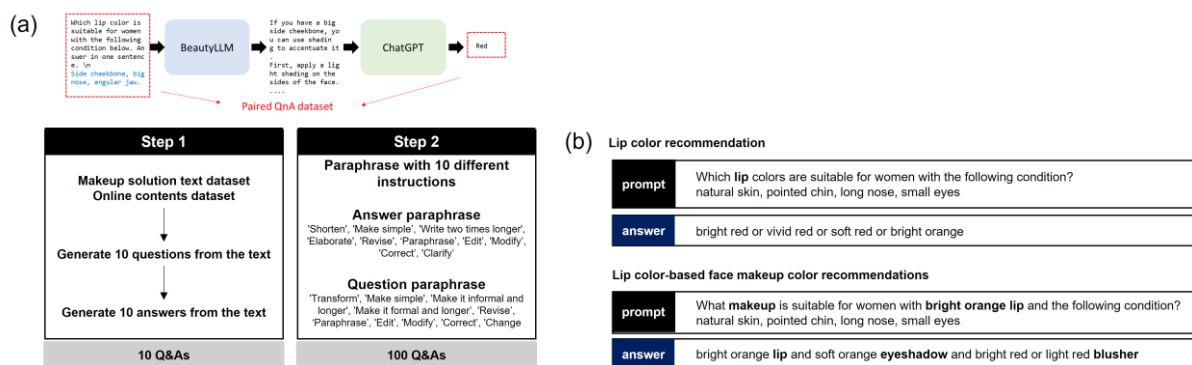 (a)
Which lip color is
suitable for women
with the following
condition below. An
swer in one sentenc
e. \n
Side cheekbone, big
nose, angular jaw.
BeautyLLM
If you have a big
side cheekbone, yo
u can use shadin
g to accentuate it
.
First, apply a lig
ht shading on the
sides of the face.
....
ChatGPT
Red
Paired QnA dataset
Step 1
Makeup solution text dataset
Online contents dataset
Generate 10 questions from the text
Generate 10 answers from the text
10 Q&As
Step 2
Paraphrase with 10 different
instructions
Answer paraphrase
'Shorten', 'Make simple', 'Write two times longer',
'Elaborate', 'Revise', 'Paraphrase', 'Edit', 'Modify',
'Correct', 'Clarify'
Question paraphrase
'Transform', 'Make simple', 'Make it informal and
longer', 'Make it formal and longer', 'Revise',
'Paraphrase', 'Edit', 'Modify', 'Correct', 'Change
100 Q&As
(b)
Lip color recommendation
prompt
Which lip colors are suitable for women with the following condition?
natural skin, pointed chin, long nose, small eyes
answer
bright red or vivid red or soft red or bright orange
Lip color-based face makeup color recommendations
prompt
What makeup is suitable for women with bright orange lip and the following condition?
natural skin, pointed chin, long nose, small eyes
answer
bright orange lip and soft orange eyeshadow and bright red or light red blusher